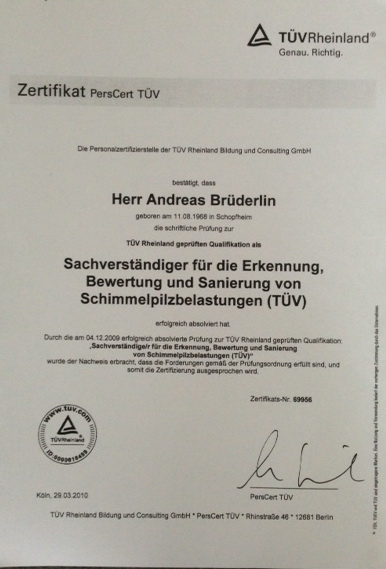 TÜVRheinland®
Genau. Richtig.
Zertifikat PersCert TÜV
Die Personalzertifizierstelle der TÜV Rheinland Bildung und Consulting GmbH
bestätigt, dass
Herr Andreas Brüderlin
geboren am 11.08.1968 in Schopfheim
die schriftliche Prüfung zur
TÜV Rheinland geprüften Qualifikation als
Sachverständiger für die Erkennung,
Bewertung und Sanierung von
Schimmelpilzbelastungen (TÜV)
erfolgreich absolviert hat.
Durch die am 04.12.2009 erfolgreich absolvierte Prüfung zur TÜV Rheinland geprüften Qualifikation
„Sachverständige/r für die Erkennung, Bewertung und Sanierung
von Schimmelpilzbelastungen (TÜV)"
wurde der Nachweis erbracht, dass die Forderungen gemäß der Prüfungsordnung erfüllt sind, und
somit die Zertifizierung ausgesprochen wird.
Zertifikats-Nr. 69956
www.tuv.com
TÜVRheinland
Köln, 29.03.2010
PersCert TÜV
TÜV Rheinland Bildung und Consulting GmbH * PersCert TÜV * Rhinstraße 46 * 12681 Berlin